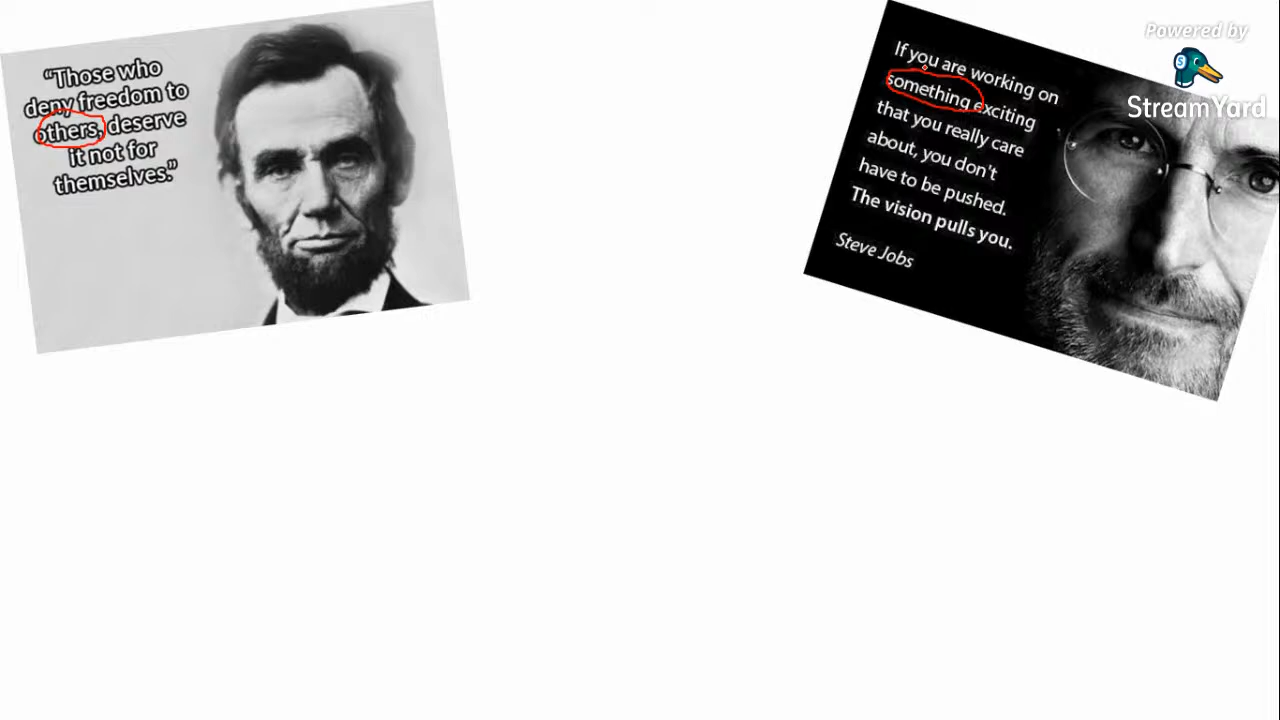 “Those who
deny freedom to
others, deserve
it not for
themselves.”
If you are working on
something exciting
that you really care
about, you don't
have to be pushed.
The vision pulls you.
Steve Jobs
Powered by
S
StreamYard